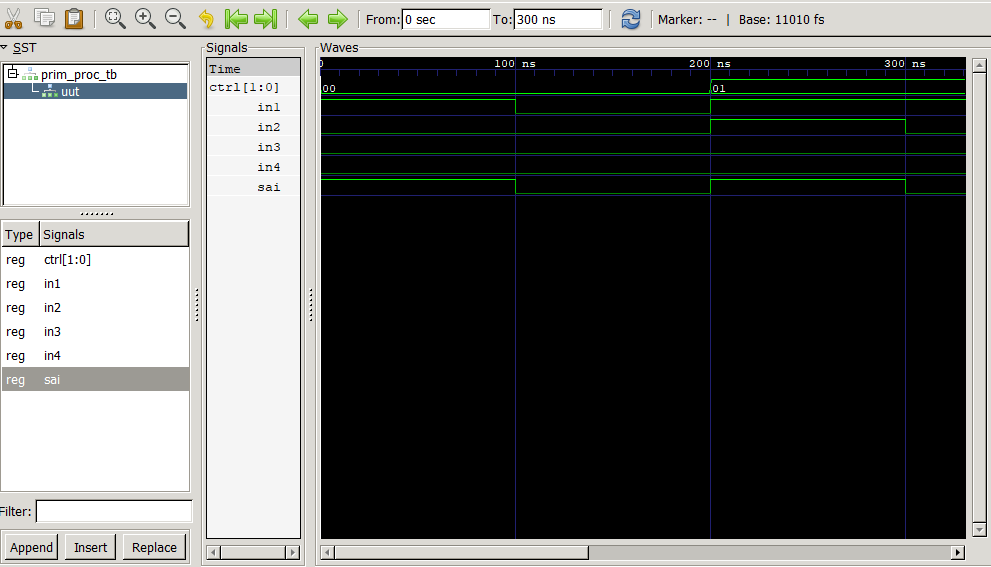 From: 0 sec To: 300 ns Marker: -- | Base: 11010 fs
SST
prim_proc_tb
uut
Type Signals
reg ctrl[1:0]
reg in1
reg in2
reg in3
reg in4
reg sai
Filter:
Append Insert Replace
Signals
Time
ctrl[1:0]
in1
in2
in3
in4
sai
Waves
0 100 ns 200 ns 300 ns
00 01